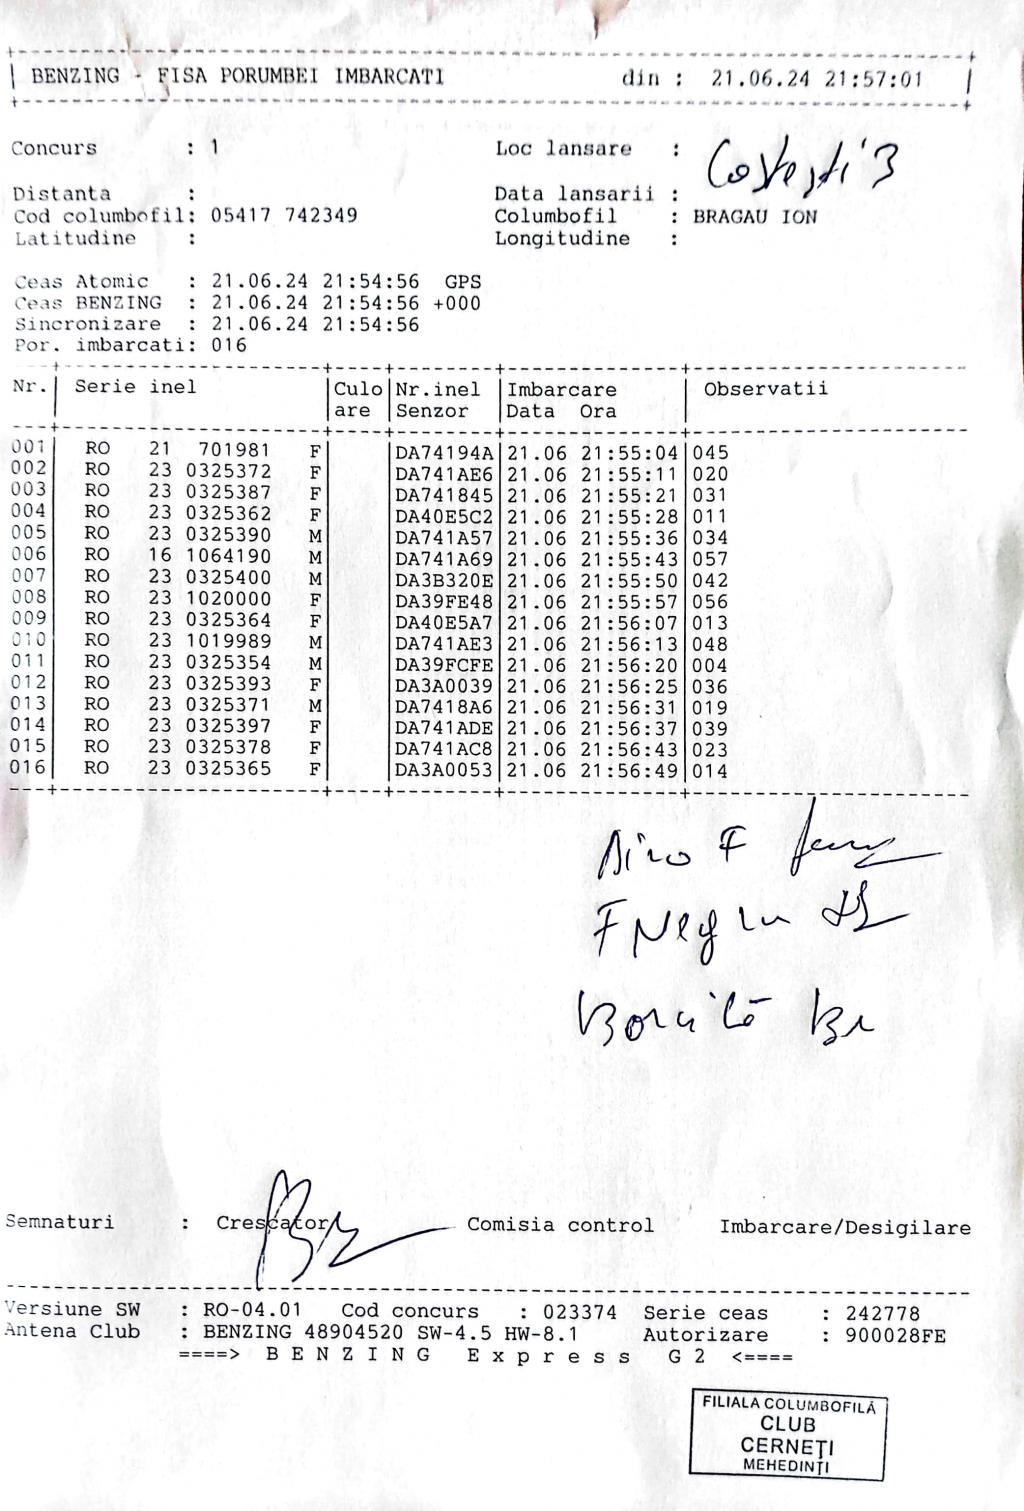 BENZING - FISA PORUMBEI IMBARCATI din : 21.06.24 21:57:01
Concurs : 1 Loc lansare : Costești 3
Distanta : Data lansarii :
Cod columbofil: 05417 742349 Columbofil : BRAGAU ION
Latitudine : Longitudine :
Ceas Atomic : 21.06.24 21:54:56 GPS
Ceas BENZING : 21.06.24 21:54:56 +000
Sincronizare : 21.06.24 21:54:56
Por. imbarcati: 016
Nr. Serie inel Culo Nr.inel Imbarcare Observatii
are Senzor Data Ora
001 RO 21 701981 F DA74194A 21.06 21:55:04 045
002 RO 23 0325372 F DA741AE6 21.06 21:55:11 020
003 RO 23 0325387 F DA741845 21.06 21:55:21 031
004 RO 23 0325362 F DA40E5C2 21.06 21:55:28 011
005 RO 23 0325390 M DA741A57 21.06 21:55:36 034
006 RO 16 1064190 M DA741A69 21.06 21:55:43 057
007 RO 23 0325400 M DA3B320E 21.06 21:55:50 042
008 RO 23 1020000 F DA39FE48 21.06 21:55:57 056
009 RO 23 0325364 F DA40E5A7 21.06 21:56:07 013
010 RO 23 1019989 M DA741AE3 21.06 21:56:13 048
011 RO 23 0325354 M DA39FCFE 21.06 21:56:20 004
012 RO 23 0325393 F DA3A0039 21.06 21:56:25 036
013 RO 23 0325371 M DA7418A6 21.06 21:56:31 019
014 RO 23 0325397 F DA741ADE 21.06 21:56:37 039
015 RO 23 0325378 F DA741AC8 21.06 21:56:43 023
016 RO 23 0325365 F DA3A0053 21.06 21:56:49 014
F
F Negru
Semnaturi : Crescator Comisia control Imbarcare/Desigilare
Versiune SW : RO-04.01 Cod concurs : 023374 Serie ceas : 242778
Antena Club : BENZING 48904520 SW-4.5 HW-8.1 Autorizare : 900028FE
====> B E N Z I N G E x p r e s s G 2 <====
FILIALA COLUMBOFILĂ
CLUB
CERNEȚI
MEHEDINȚI